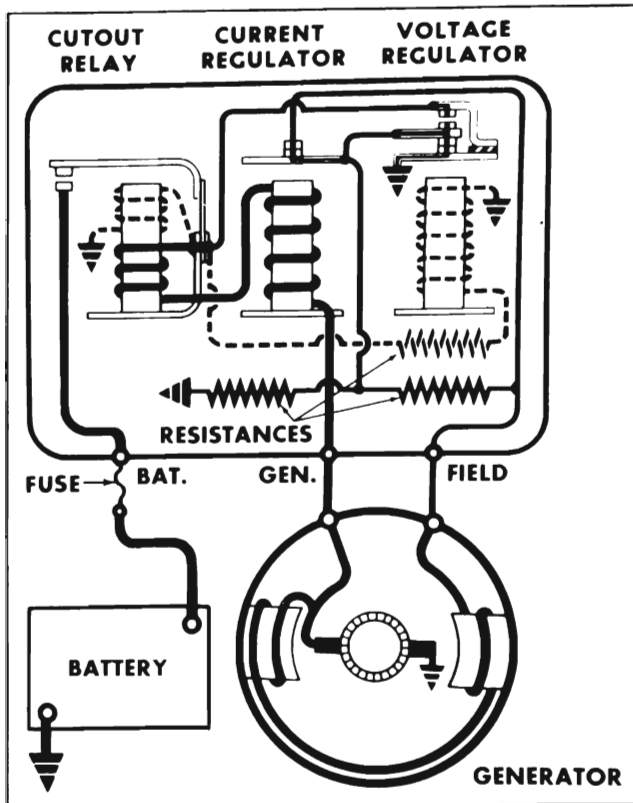 CUTOUT
RELAY
CURRENT
REGULATOR
VOLTAGE
REGULATOR
RESISTANCES
FUSE
BAT.
GEN.
FIELD
BATTERY
GENERATOR